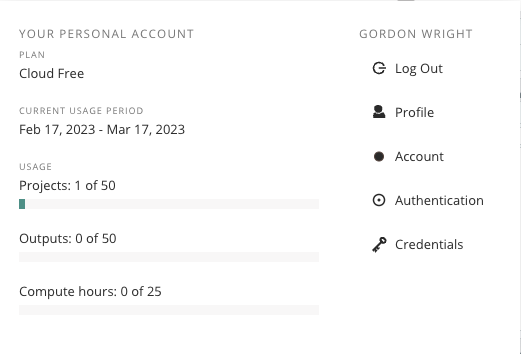 YOUR PERSONAL ACCOUNT
PLAN
Cloud Free
CURRENT USAGE PERIOD
Feb 17, 2023 - Mar 17, 2023
USAGE
Projects: 1 of 50
Outputs: 0 of 50
Compute hours: 0 of 25
GORDON WRIGHT
Log Out
Profile
Account
Authentication
Credentials